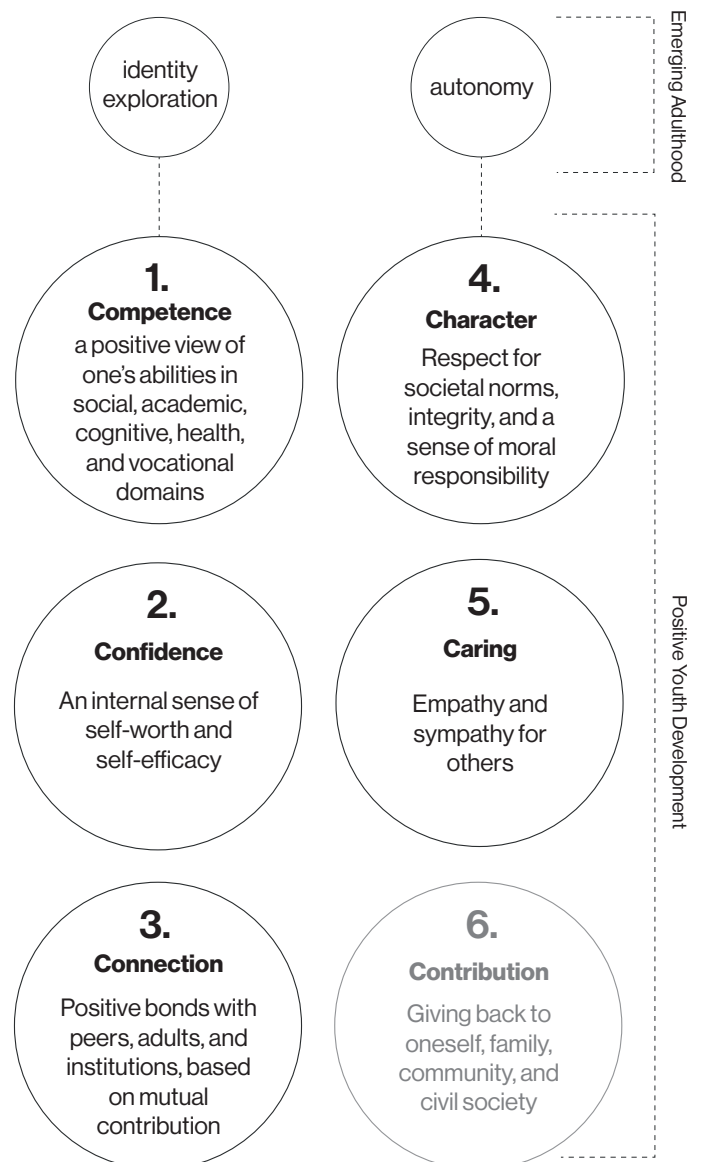 identity
exploration
autonomy
Emerging Adulthood
1.
Competence
a positive view of
one's abilities in
social, academic,
cognitive, health,
and vocational
domains
4.
Character
Respect for
societal norms,
integrity, and a
sense of moral
responsibility
2.
Confidence
An internal sense of
self-worth and
self-efficacy
5.
Caring
Empathy and
sympathy for
others
3.
Connection
Positive bonds with
peers, adults, and
institutions, based
on mutual
contribution
6.
Contribution
Giving back to
oneself, family,
community, and
civil society
Positive Youth Development